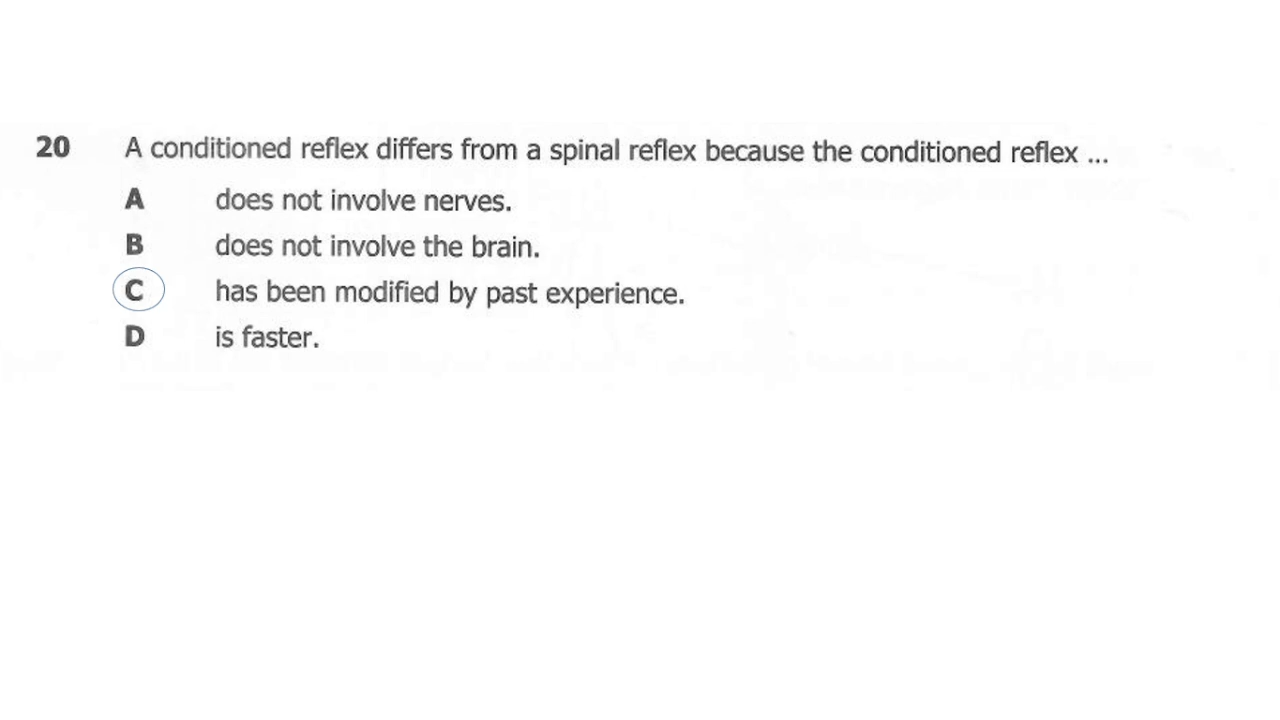 20 A conditioned reflex differs from a spinal reflex because the conditioned reflex ...
A does not involve nerves.
B does not involve the brain.
C has been modified by past experience.
D is faster.